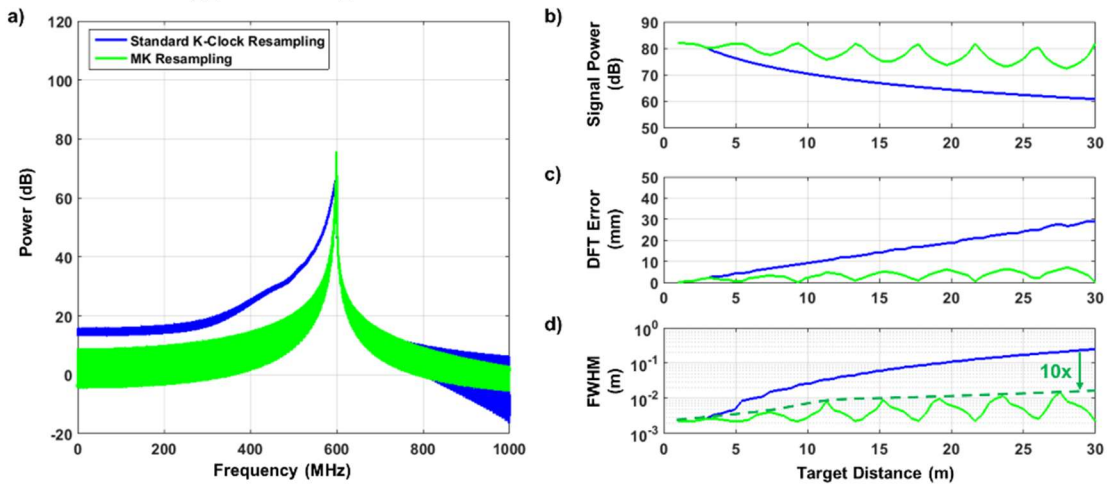 a)
120
100
80
60
40
20
0
-20
Power (dB)
Standard K-Clock Resampling
MK Resampling
0 200 400 600 800 1000
Frequency (MHz)
b)
90
80
70
60
50
Signal Power
(dB)
0 5 10 15 20 25 30
c)
50
40
30
20
10
0
DFT Error
(mm)
0 5 10 15 20 25 30
d)
10^0
10^-1
10^-2
10^-3
FWHM
(m)
10x
0 5 10 15 20 25 30
Target Distance (m)